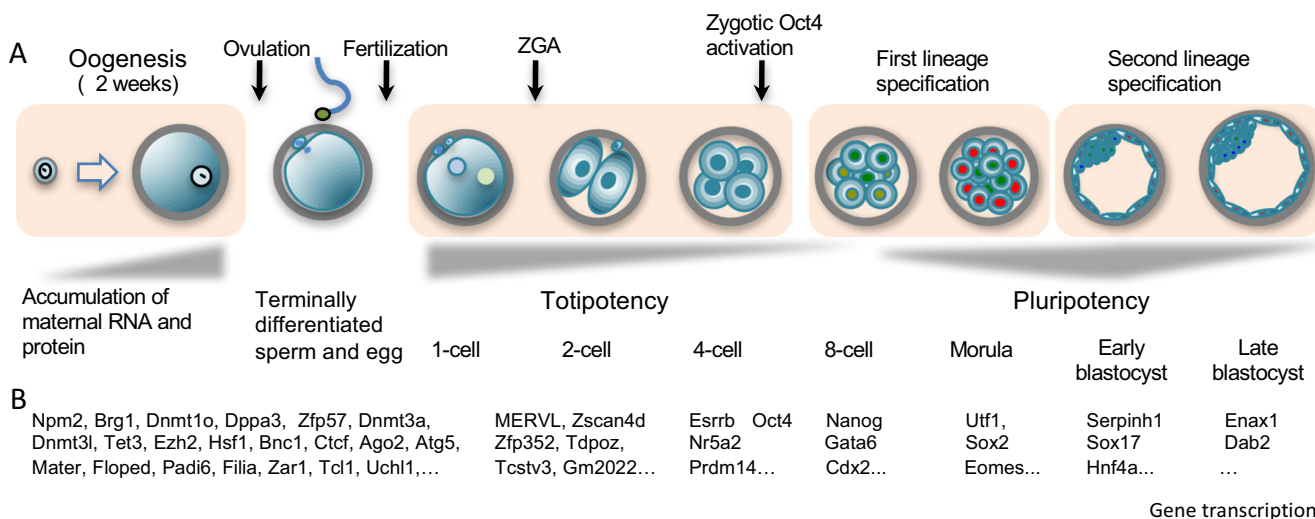 A
Oogenesis
( 2 weeks)
Ovulation
Fertilization
ZGA
Zygotic Oct4
activation
First lineage
specification
Second lineage
specification
Accumulation of
maternal RNA and
protein
Terminally
differentiated
sperm and egg
Totipotency
Pluripotency
1-cell
2-cell
4-cell
8-cell
Morula
Early
blastocyst
Late
blastocyst
B
Npm2, Brg1, Dnmt1o, Dppa3, Zfp57, Dnmt3a,
Dnmt3l, Tet3, Ezh2, Hsf1, Bnc1, Ctcf, Ago2, Atg5,
Mater, Floped, Padi6, Filia, Zar1, Tcl1, Uchl1,...
MERVL, Zscan4d
Zfp352, Tdpoz,
Tcstv3, Gm2022...
Esrrb Oct4
Nr5a2
Prdm14...
Nanog
Gata6
Cdx2...
Utf1,
Sox2
Eomes...
Serpinh1
Sox17
Hnf4a...
Enax1
Dab2
...
Gene transcription